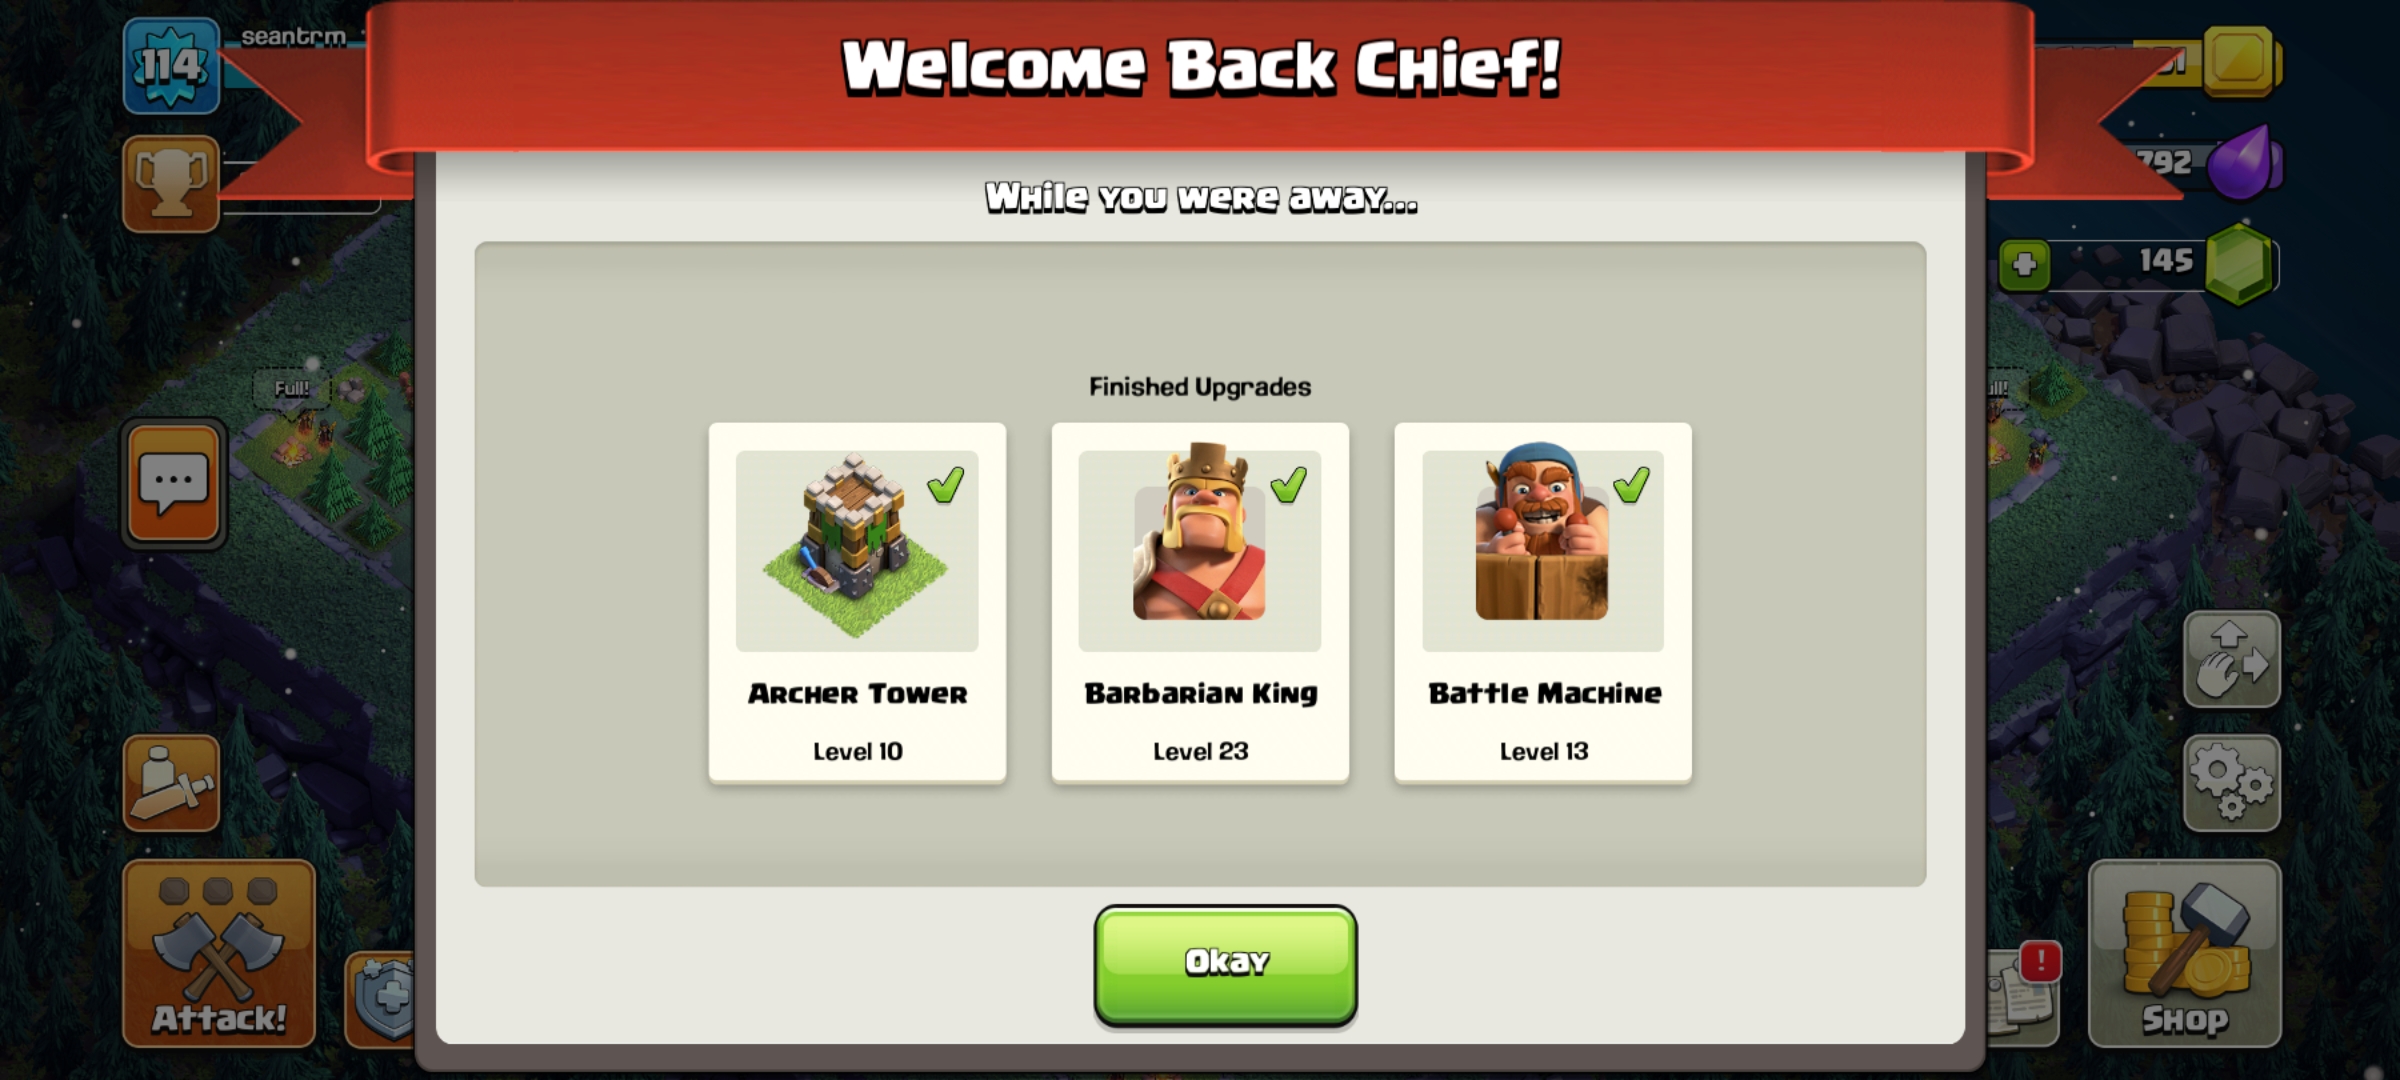 114
seantrm
Welcome Back Chief!
792
While you were away...
145
Full!
Finished Upgrades
Archer Tower
Barbarian King
Battle Machine
Level 10
Level 23
Level 13
Okay
Attack!
!
Shop